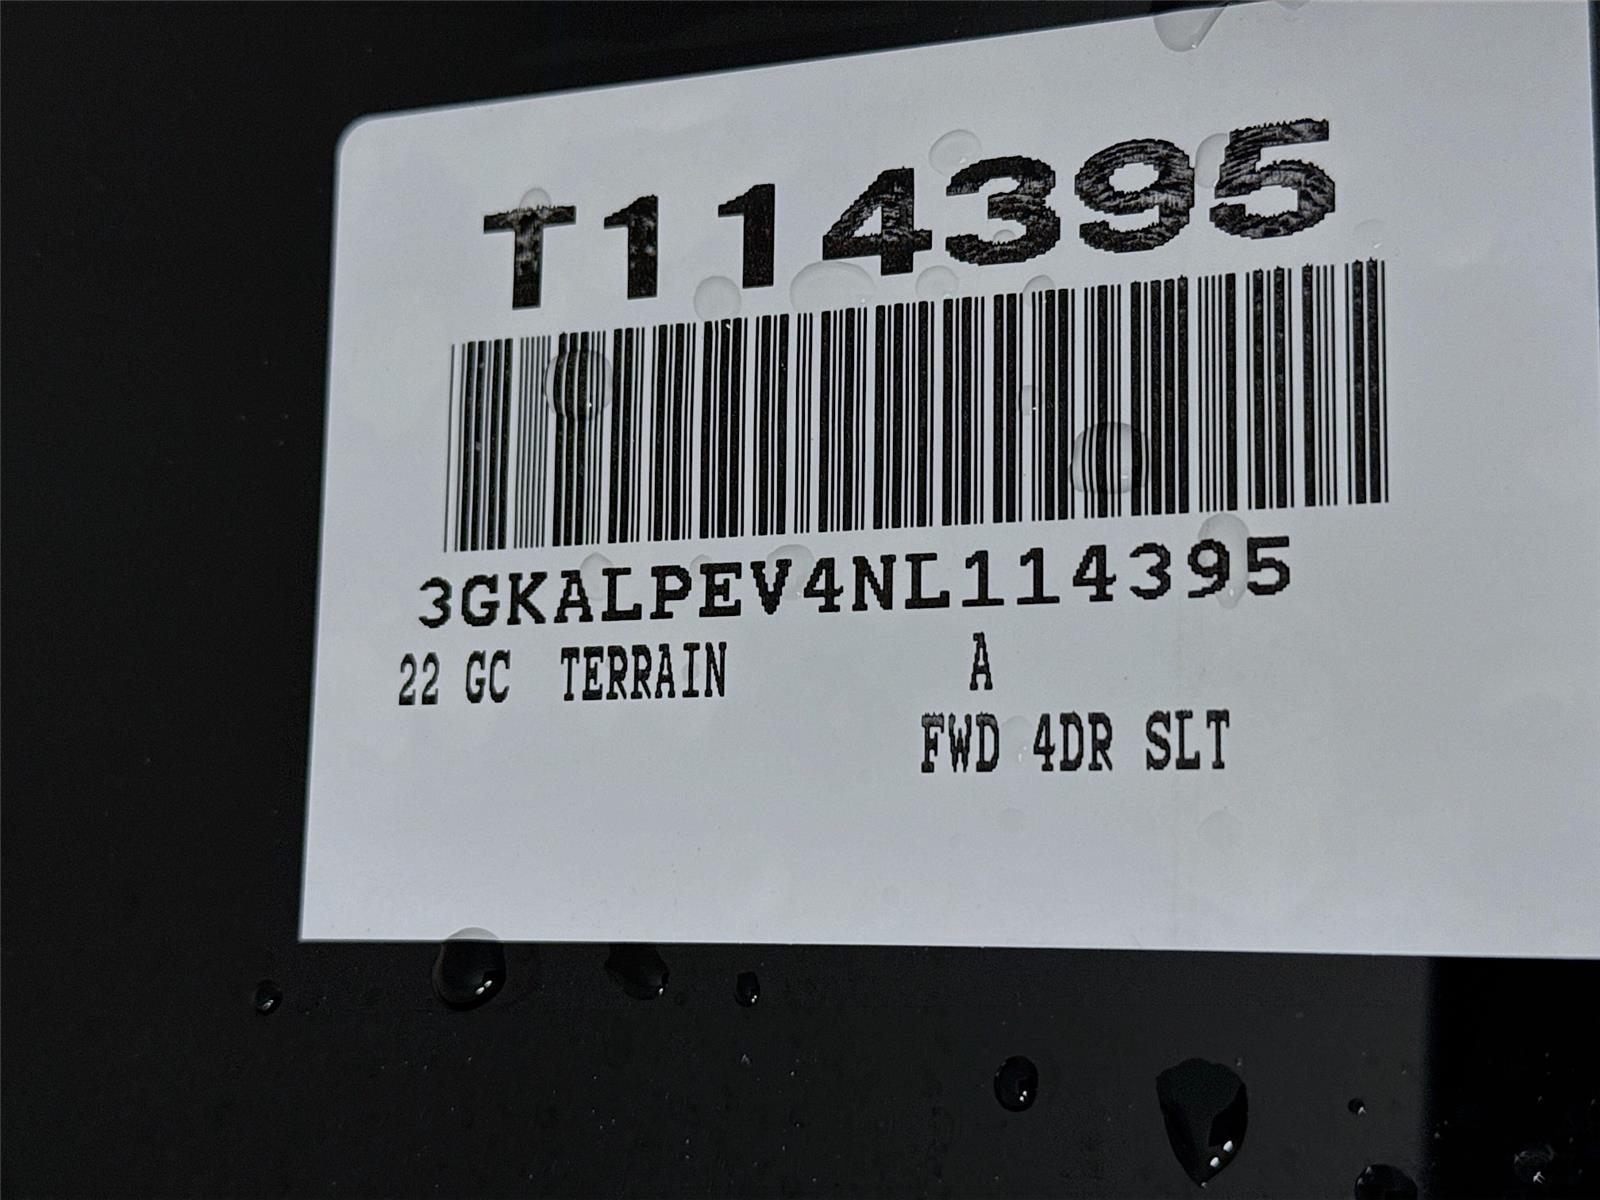 T114395
3GKALPEV4NL114395
22 GC TERRAIN A
FWD 4DR SLT